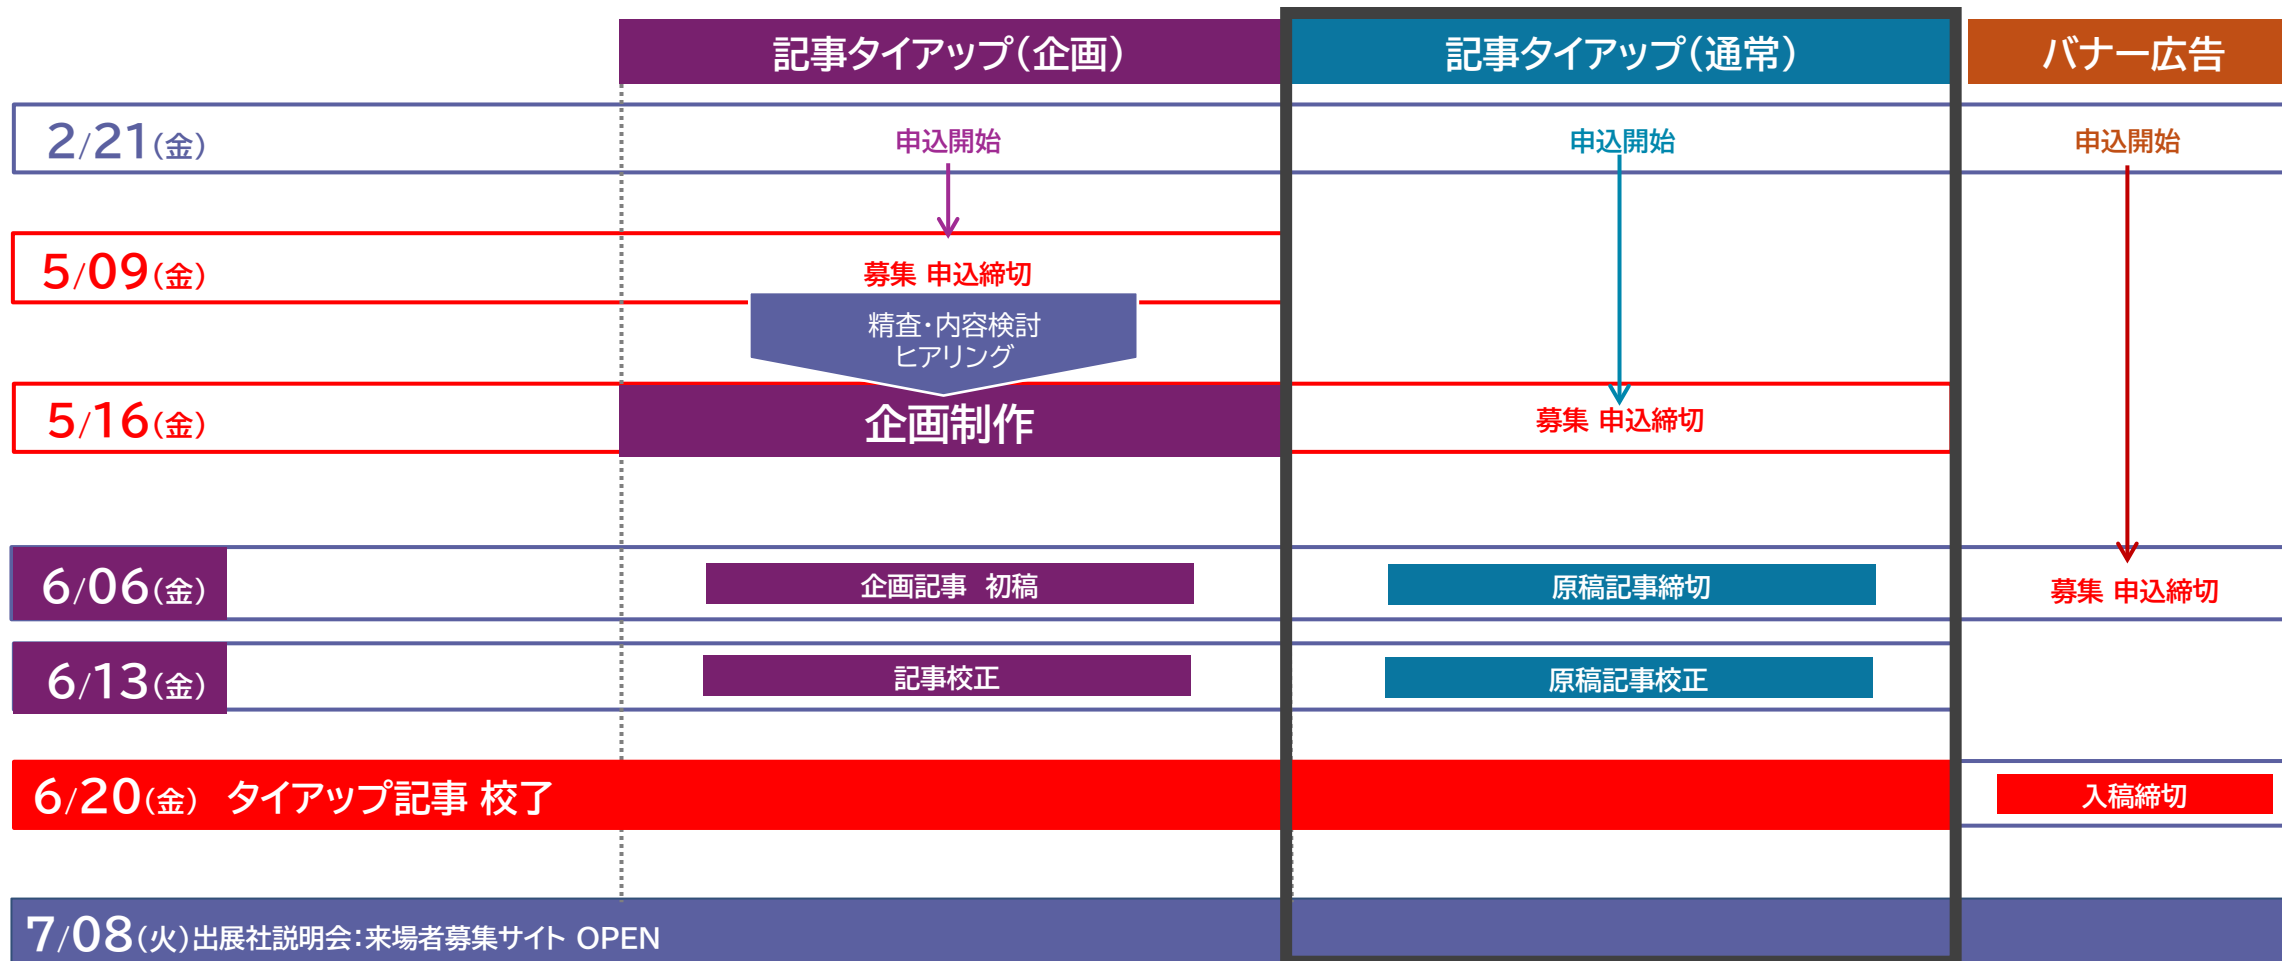 記事タイアップ（企画）
記事タイアップ（通常）
バナー広告
2/21(金)
申込開始
申込開始
申込開始
5/09(金)
募集 申込締切
精査・内容検討
ヒアリング
5/16(金)
企画制作
募集 申込締切
6/06(金)
企画記事　初稿
原稿記事締切
募集 申込締切
6/13(金)
記事校正
原稿記事校正
6/20(金)　タイアップ記事 校了
入稿締切
7/08(火)出展社説明会：来場者募集サイト OPEN